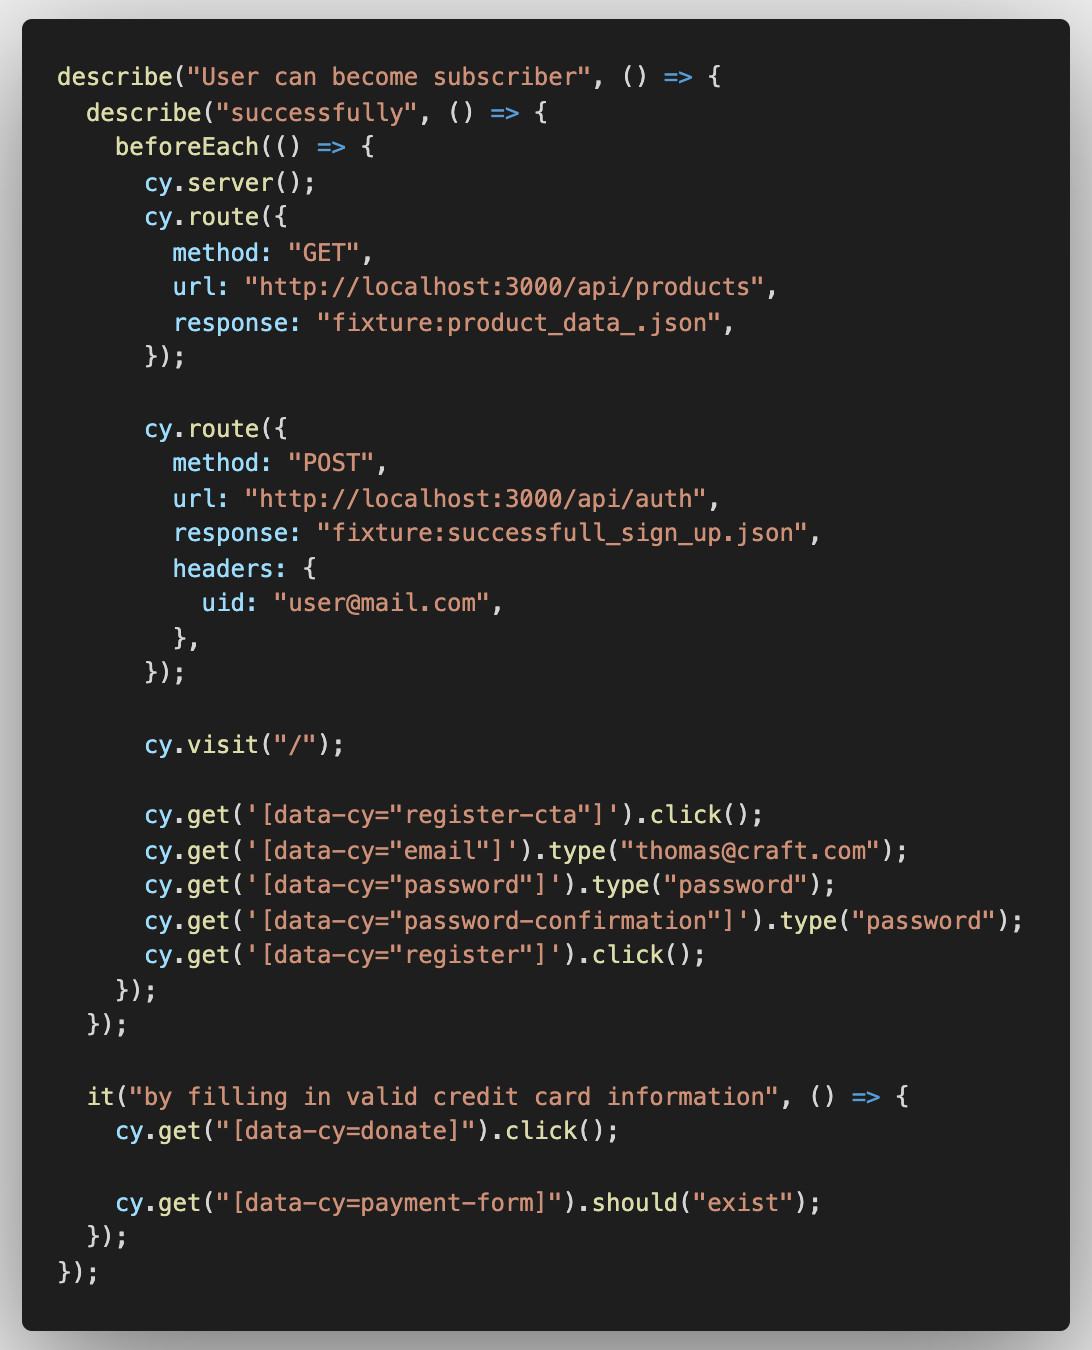 describe("User can become subscriber", () => {
  describe("successfully", () => {
    beforeEach(() => {
      cy.server();
      cy.route({
        method: "GET",
        url: "http://localhost:3000/api/products",
        response: "fixture:product_data_.json",
      });

      cy.route({
        method: "POST",
        url: "http://localhost:3000/api/auth",
        response: "fixture:successfull_sign_up.json",
        headers: {
          uid: "user@mail.com",
        },
      });

      cy.visit("/");

      cy.get('[data-cy="register-cta"]').click();
      cy.get('[data-cy="email"]').type("thomas@craft.com");
      cy.get('[data-cy="password"]').type("password");
      cy.get('[data-cy="password-confirmation"]').type("password");
      cy.get('[data-cy="register"]').click();
    });
  });

  it("by filling in valid credit card information", () => {
    cy.get("[data-cy=donate]").click();

    cy.get("[data-cy=payment-form]").should("exist");
  });
});